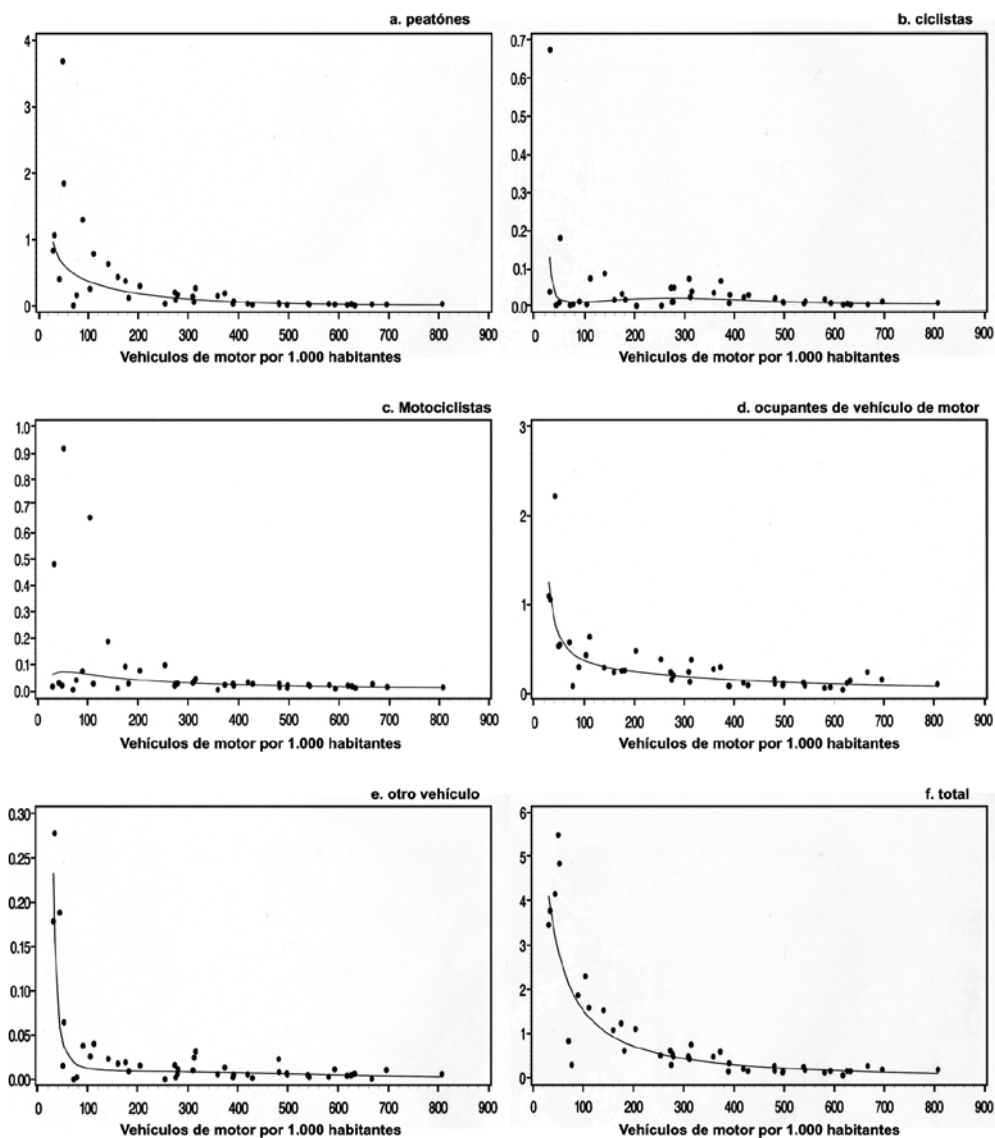 a. peatónes
4
3
2
1
0
0 100 200 300 400 500 600 700 800 900
Vehiculos de motor por 1.000 habitantes
b. ciclistas
0.7
0.6
0.5
0.4
0.3
0.2
0.1
0.0
0 100 200 300 400 500 600 700 800 900
Vehículos de motor por 1.000 habitantes
c. Motociclistas
1.0
0.9
0.8
0.7
0.6
0.5
0.4
0.3
0.2
0.1
0.0
0 100 200 300 400 500 600 700 800 900
Vehículos de motor por 1.000 habitantes
d. ocupantes de vehículo de motor
3
2
1
0
0 100 200 300 400 500 600 700 800 900
Vehículos de motor por 1.000 habitantes
e. otro vehículo
0.30
0.25
0.20
0.15
0.10
0.05
0.00
0 100 200 300 400 500 600 700 800 900
Vehículos de motor por 1.000 habitantes
f. total
6
5
4
3
2
1
0
0 100 200 300 400 500 600 700 800 900
Vehículos de motor por 1.000 habitantes